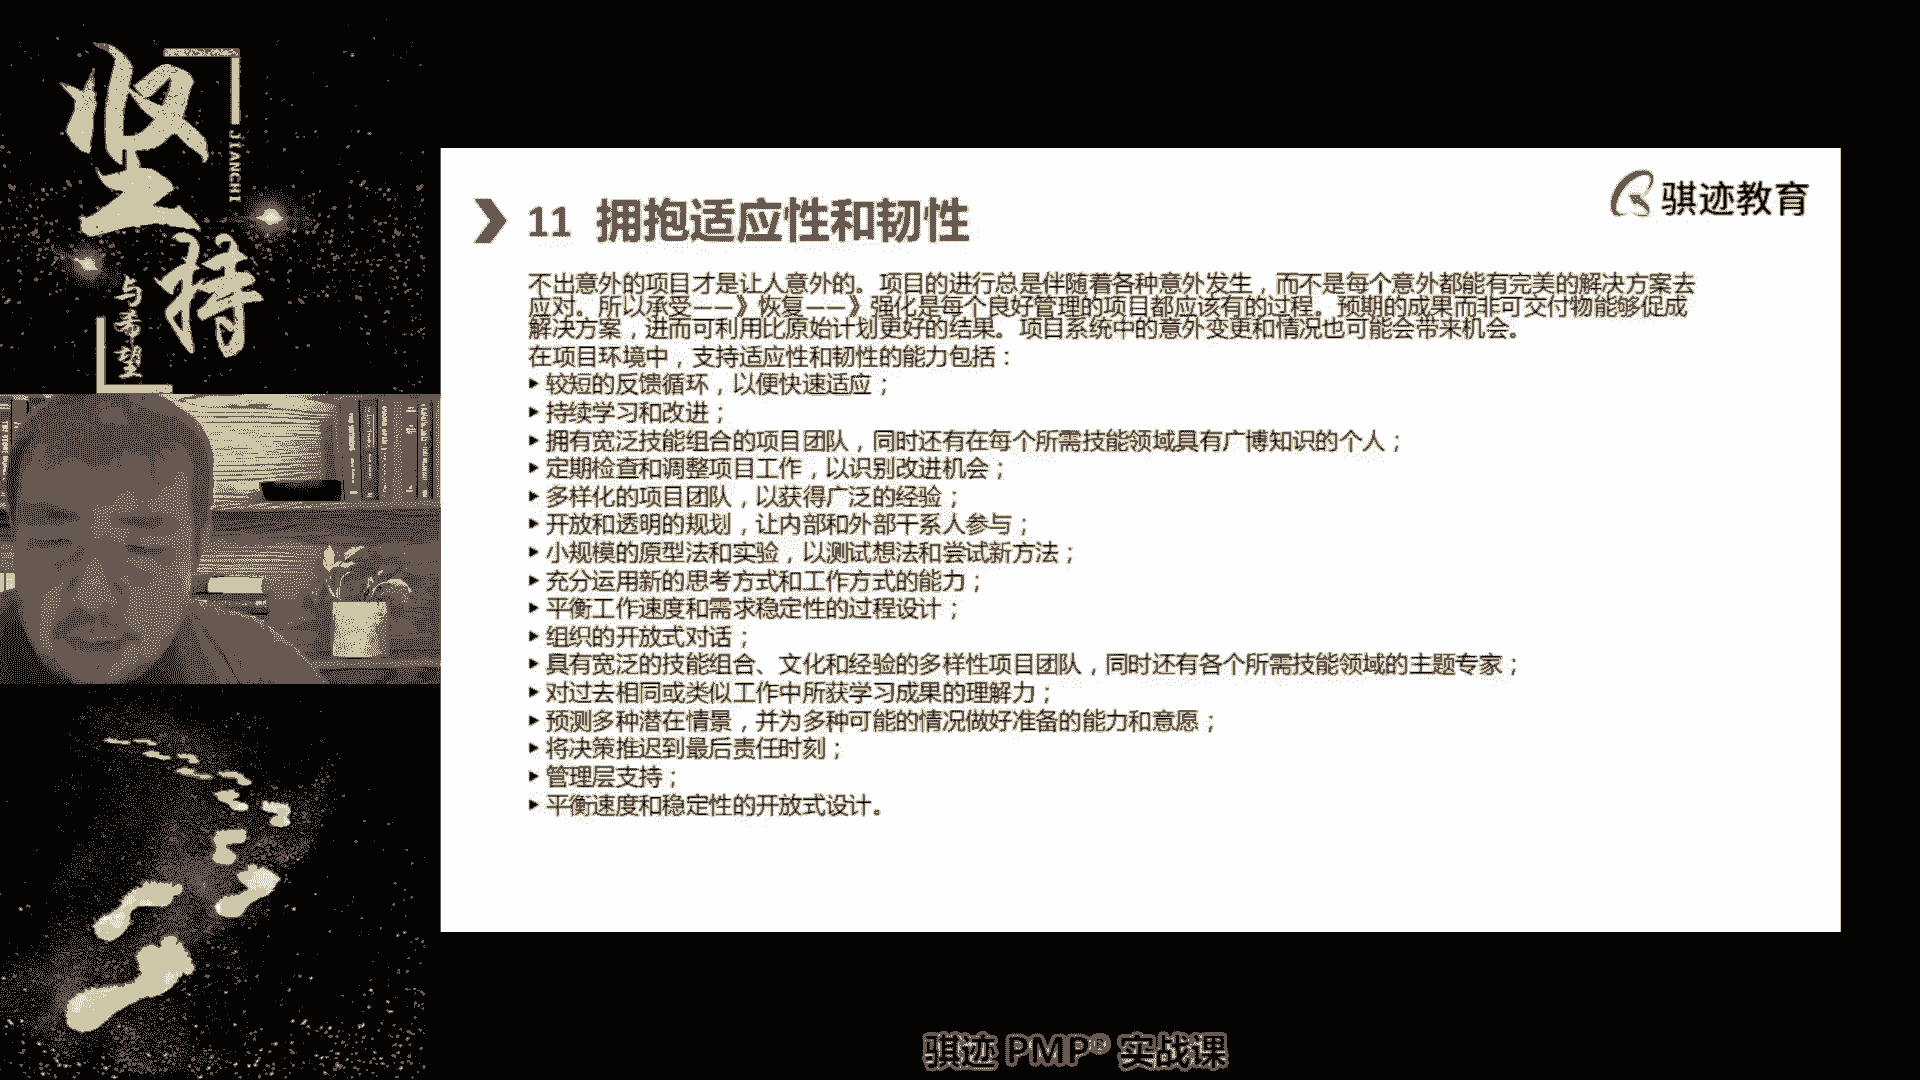 坚持
JIANCHI
与希望
骐迹教育
11 拥抱适应性和韧性
不出意外的项目才是让人意外的。项目的进行总是伴随着各种意外发生，而不是每个意外都能有完美的解决方案去
应对。所以承受——》恢复——》强化是每个良好管理的项目都应该有的过程。预期的成果而非可交付物能够促成
解决方案，进而可利用比原始计划更好的结果。项目系统中的意外变更和情况也可能会带来机会。
在项目环境中，支持适应性和韧性的能力包括：
▸较短的反馈循环，以便快速适应；
▸持续学习和改进；
▸拥有宽泛技能组合的项目团队，同时还有在每个所需技能领域具有广博知识的个人；
▸定期检查和调整项目工作，以识别改进机会；
▸多样化的项目团队，以获得广泛的经验；
▸开放和透明的规划，让内部和外部干系人参与；
▸小规模的原型法和实验，以测试想法和尝试新方法；
▸充分运用新的思考方式和工作方式的能力；
▸平衡工作速度和需求稳定性的过程设计；
▸组织的开放式对话；
▸具有宽泛的技能组合、文化和经验的多样性项目团队，同时还有各个所需技能领域的主题专家；
▸对过去相同或类似工作中所获学习成果的理解力；
▸预测多种潜在情景，并为多种可能的情况做好准备的能力和意愿；
▸将决策推迟到最后责任时刻；
▸管理层支持；
▸平衡速度和稳定性的开放式设计。
骐迹 PMP® 实战课